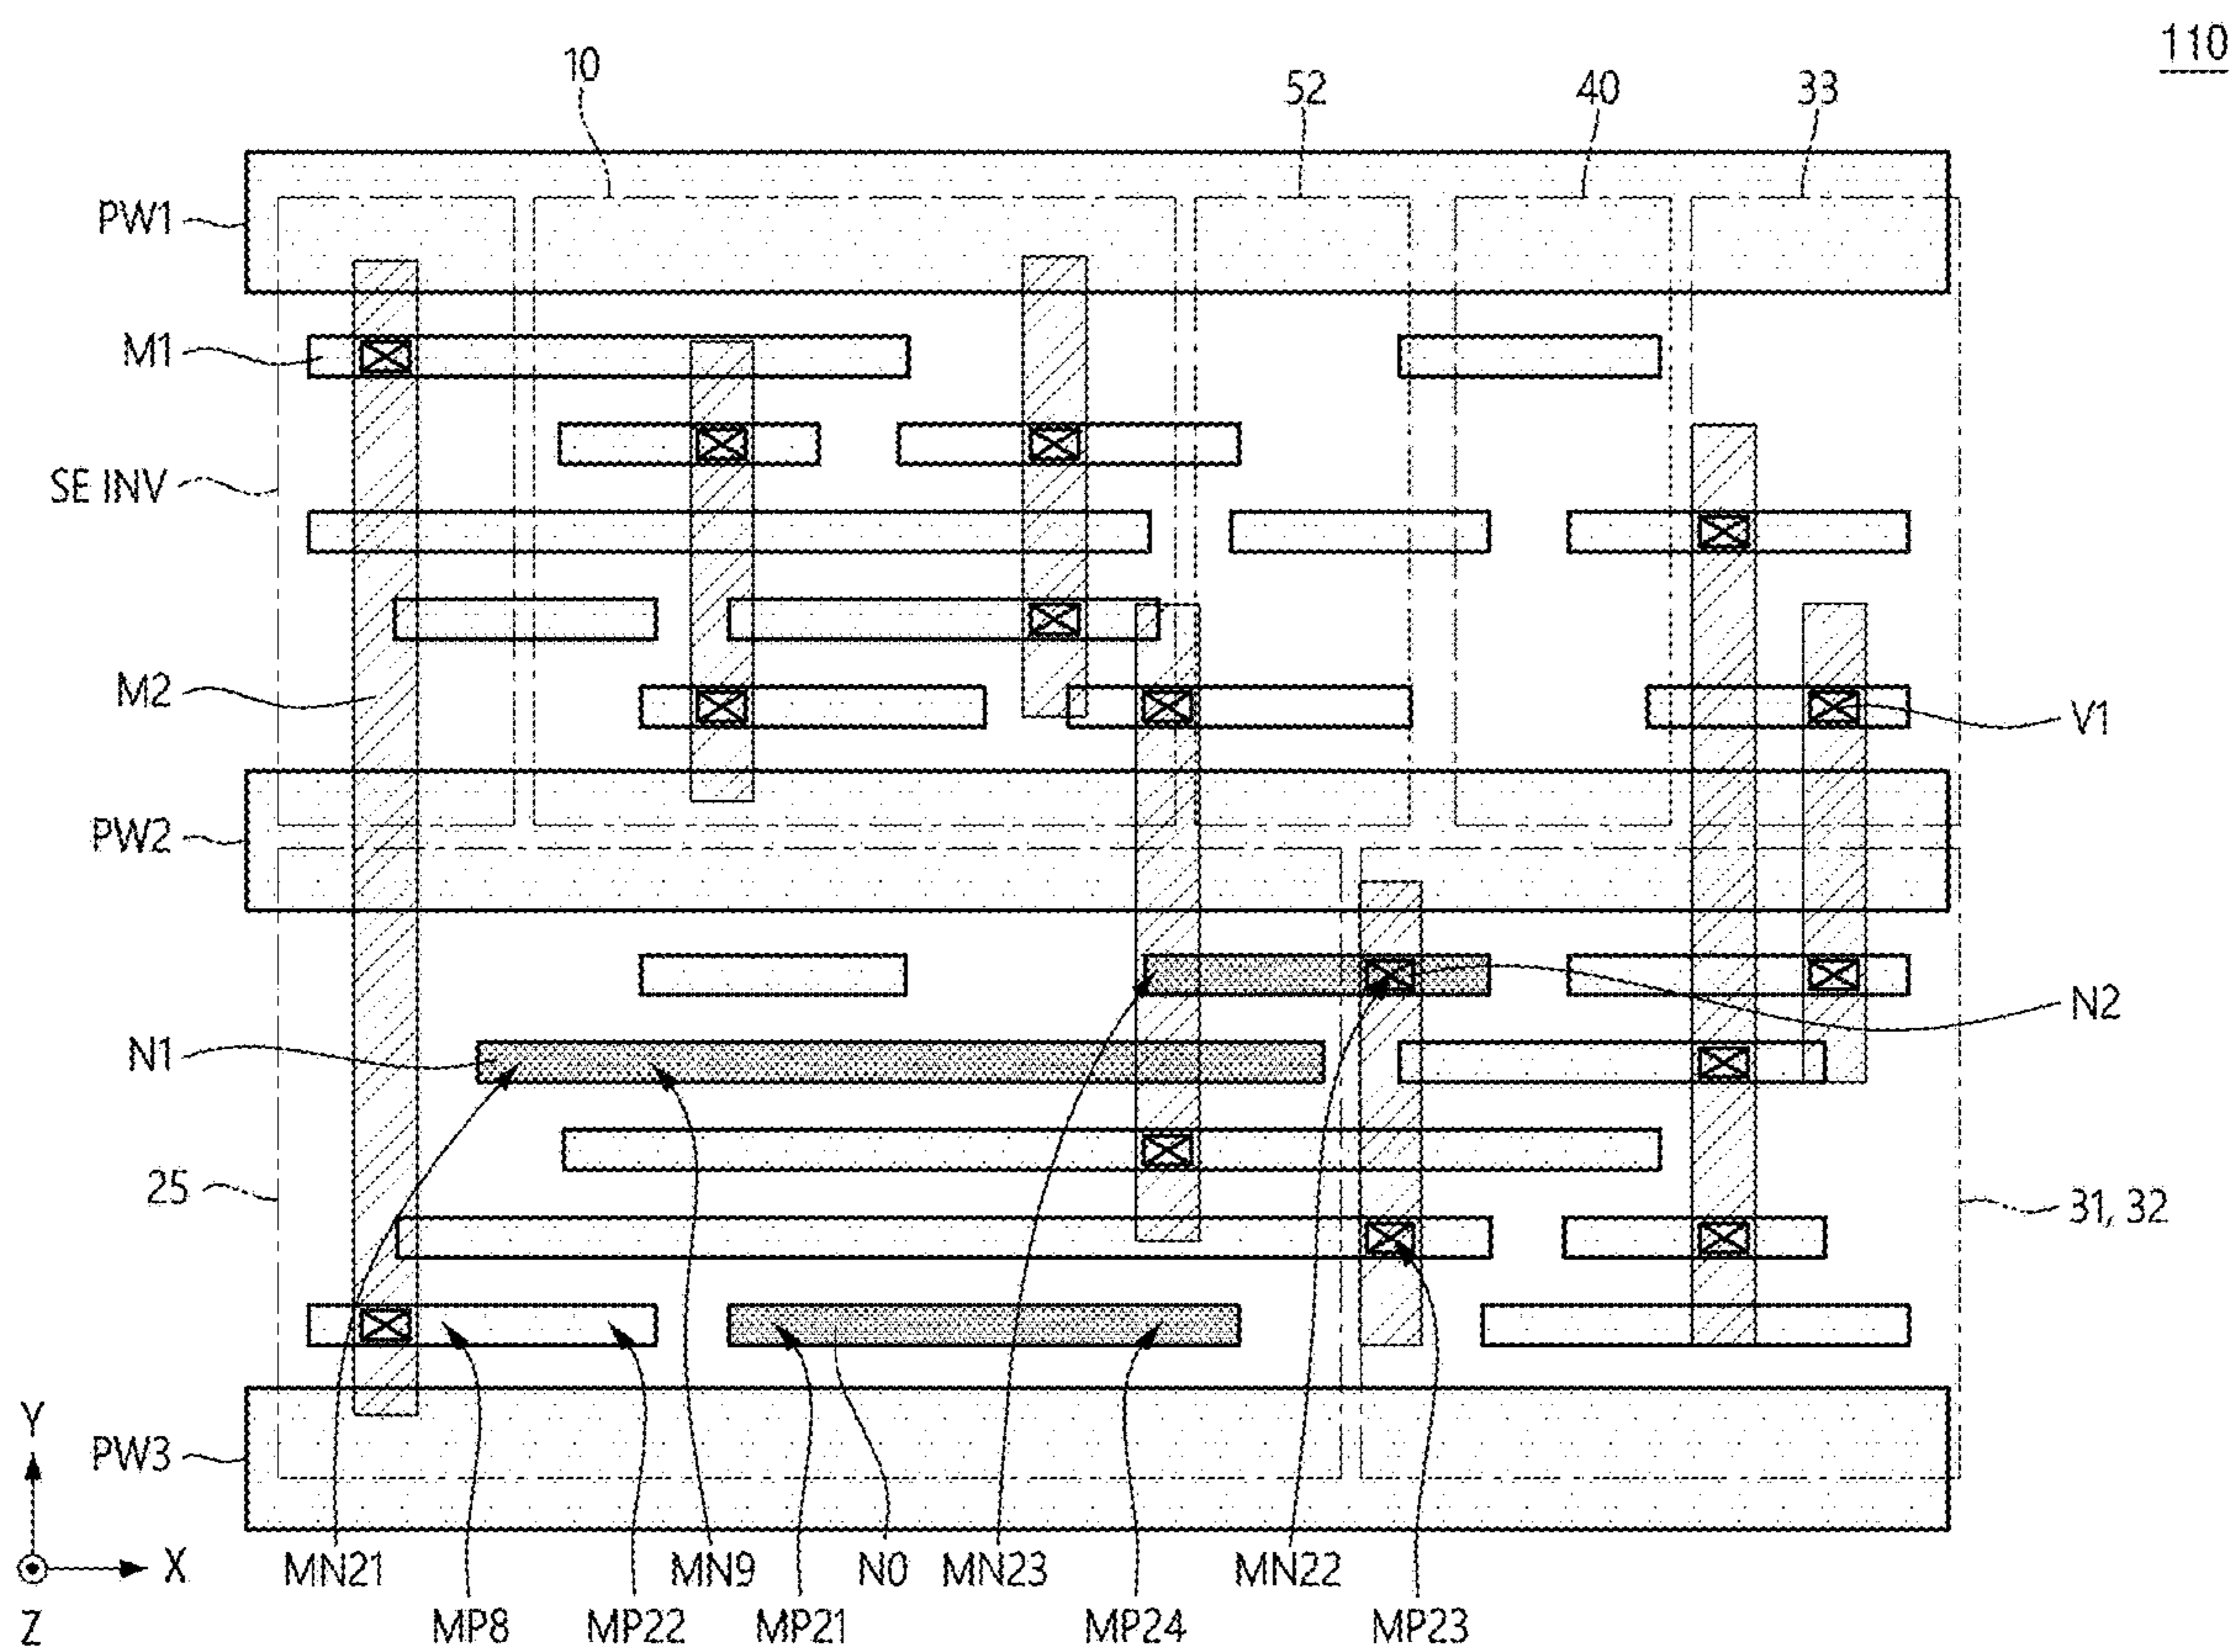 110
10
52
40
33
PW1
M1
SE INV
M2
V1
PW2
N2
N1
25
31, 32
Y
PW3
X
Z
MN21
MN9
N0
MN23
MN22
MP8
MP22
MP21
MP24
MP23